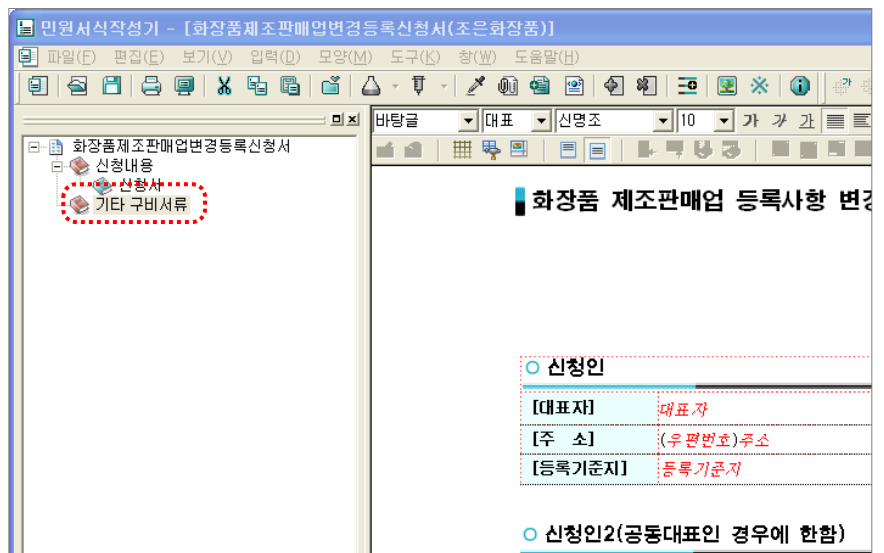 민원서식작성기 - [화장품제조판매업변경등록신청서(조은화장품)]
파일(F) 편집(E) 보기(V) 입력(D) 모양(M) 도구(K) 창(W) 도움말(H)
바탕글 대표 신명조 10 가 가 가
화장품제조판매업변경등록신청서
신청내용
신청서
기타 구비서류
화장품 제조판매업 등록사항 변경
신청인
[대표자] 대표자
[주 소] (우편번호)주소
[등록기준지] 등록기준지
신청인2(공동대표인 경우에 한함)